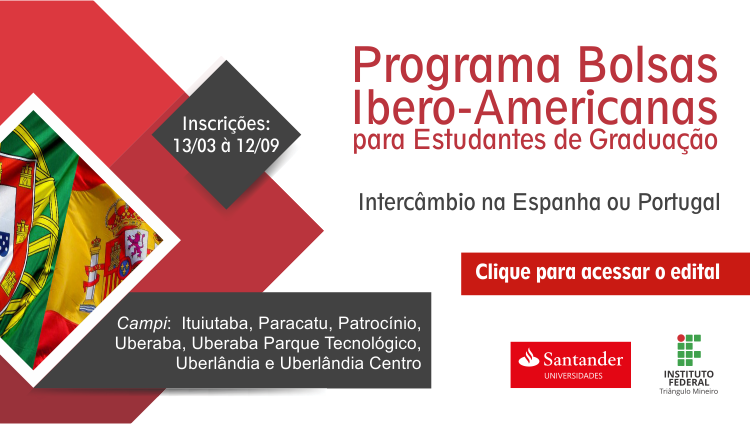 Programa Bolsas
Ibero-Americanas
para Estudantes de Graduação
Inscrições:
13/03 à 12/09
Intercâmbio na Espanha ou Portugal
Clique para acessar o edital
Campi:  Ituiutaba, Paracatu, Patrocínio,
Uberaba, Uberaba Parque Tecnológico,
Uberlândia e Uberlândia Centro
Santander
UNIVERSIDADES
INSTITUTO
FEDERAL
Triângulo Mineiro